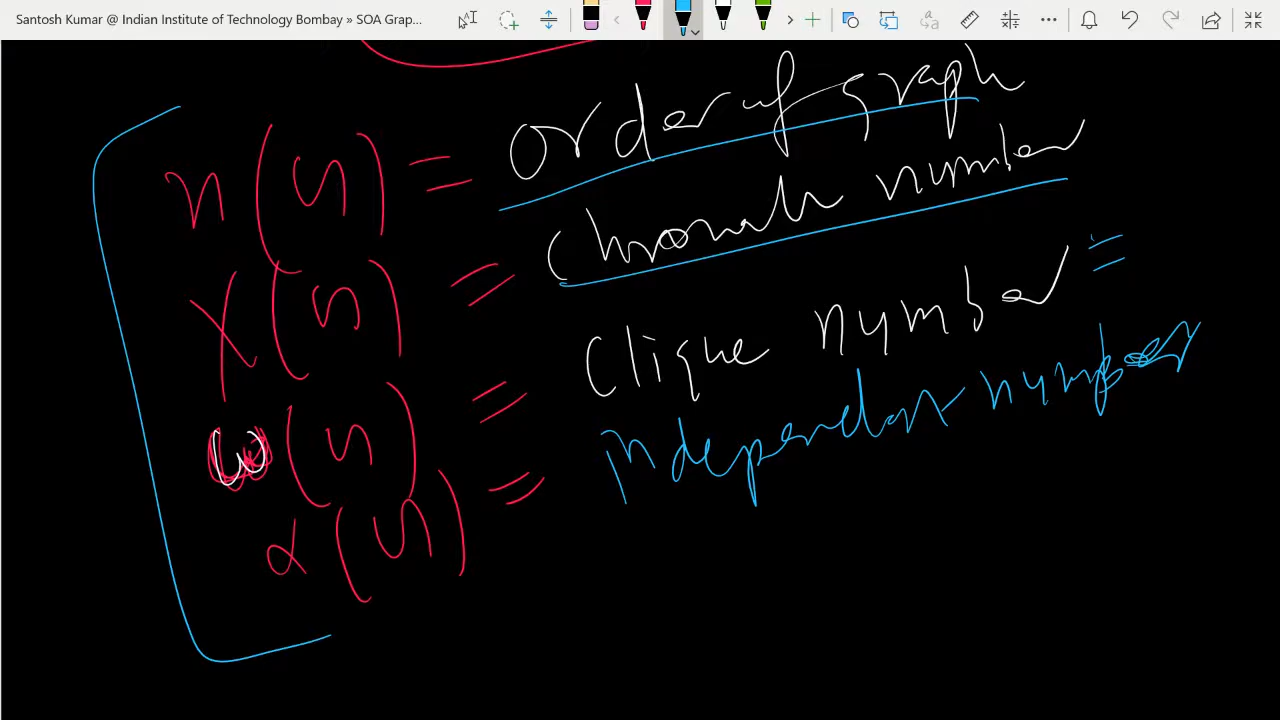 Santosh Kumar @ Indian Institute of Technology Bombay » SOA Grap...
n(G) = order of graph
χ(G) = Chromatic number
ω(G) = Clique number =
α(G) = independent number